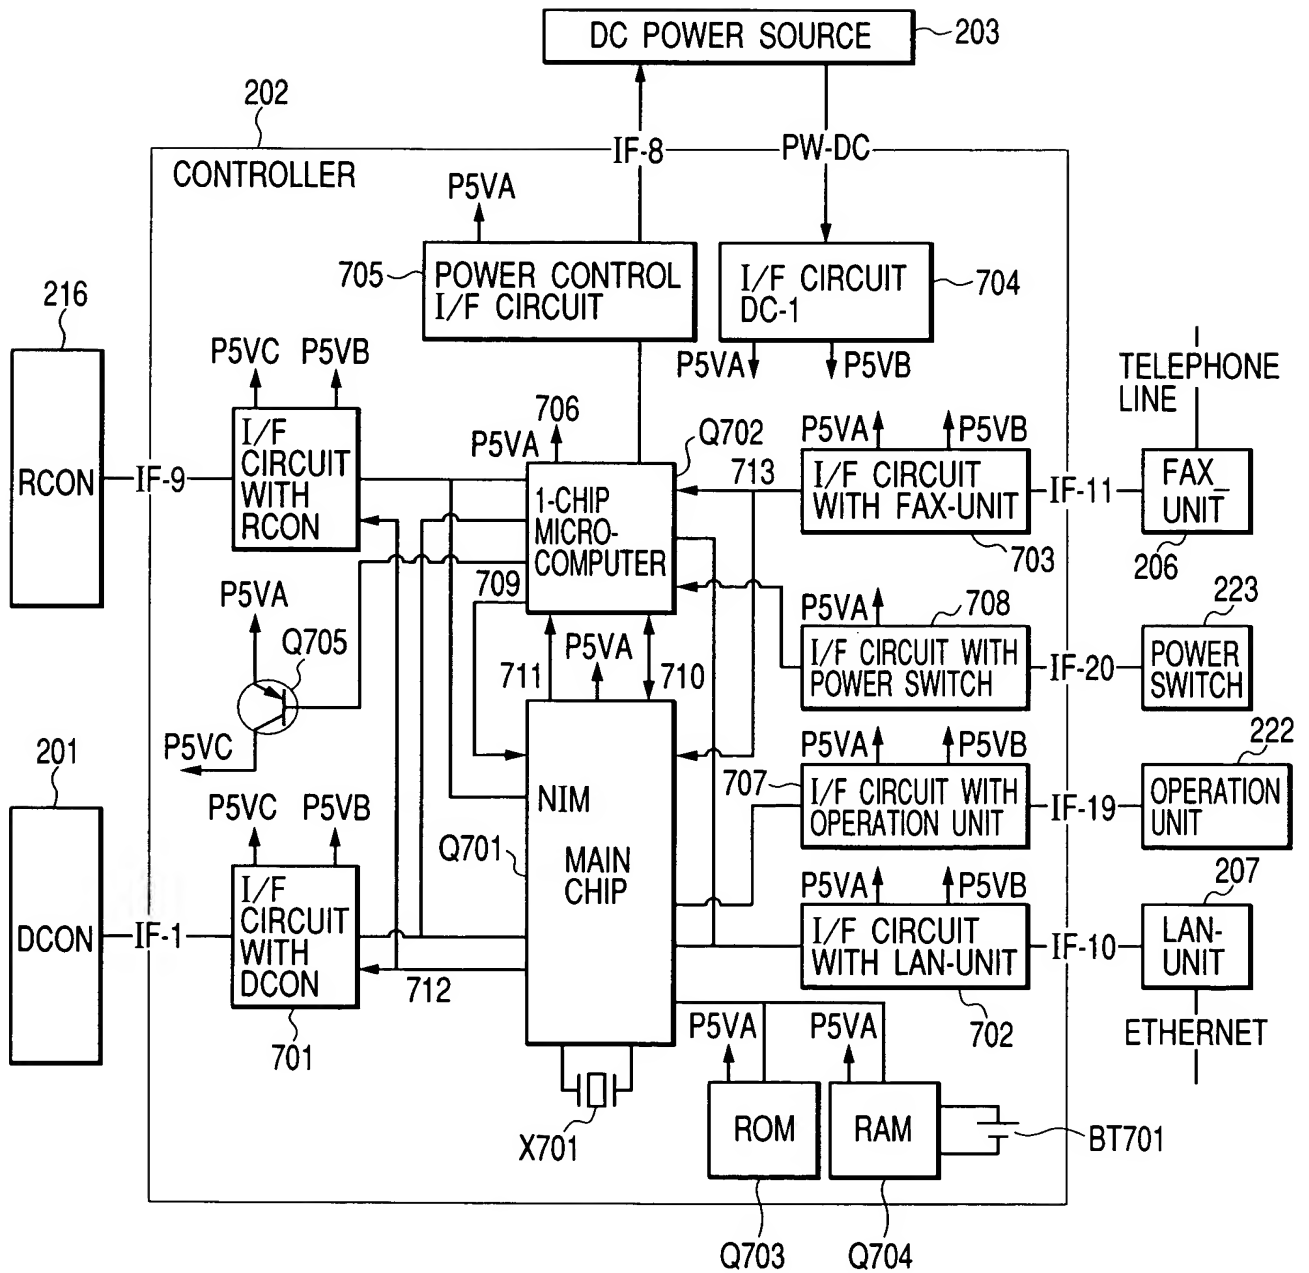 DC POWER SOURCE
203
202
IF-8
PW-DC
CONTROLLER
P5VA
705
POWER CONTROL
I/F CIRCUIT
I/F CIRCUIT
DC-1
704
216
P5VC
P5VB
P5VA
P5VB
TELEPHONE
LINE
RCON
IF-9
I/F
CIRCUIT
WITH
RCON
706
P5VA
Q702
713
1-CHIP
MICRO-
COMPUTER
P5VA
P5VB
I/F CIRCUIT
WITH FAX-UNIT
703
IF-11
FAX_
UNIT
206
709
P5VA
Q705
711
P5VA
710
P5VA
708
I/F CIRCUIT WITH
POWER SWITCH
IF-20
223
POWER
SWITCH
P5VC
201
DCON
IF-1
P5VC
P5VB
I/F
CIRCUIT
WITH
DCON
701
712
NIM
Q701
MAIN
CHIP
P5VA
P5VB
707
I/F CIRCUIT WITH
OPERATION UNIT
IF-19
222
OPERATION
UNIT
P5VA
P5VB
I/F CIRCUIT
WITH LAN-UNIT
702
IF-10
207
LAN-
UNIT
ETHERNET
X701
P5VA
P5VA
ROM
RAM
BT701
Q703
Q704